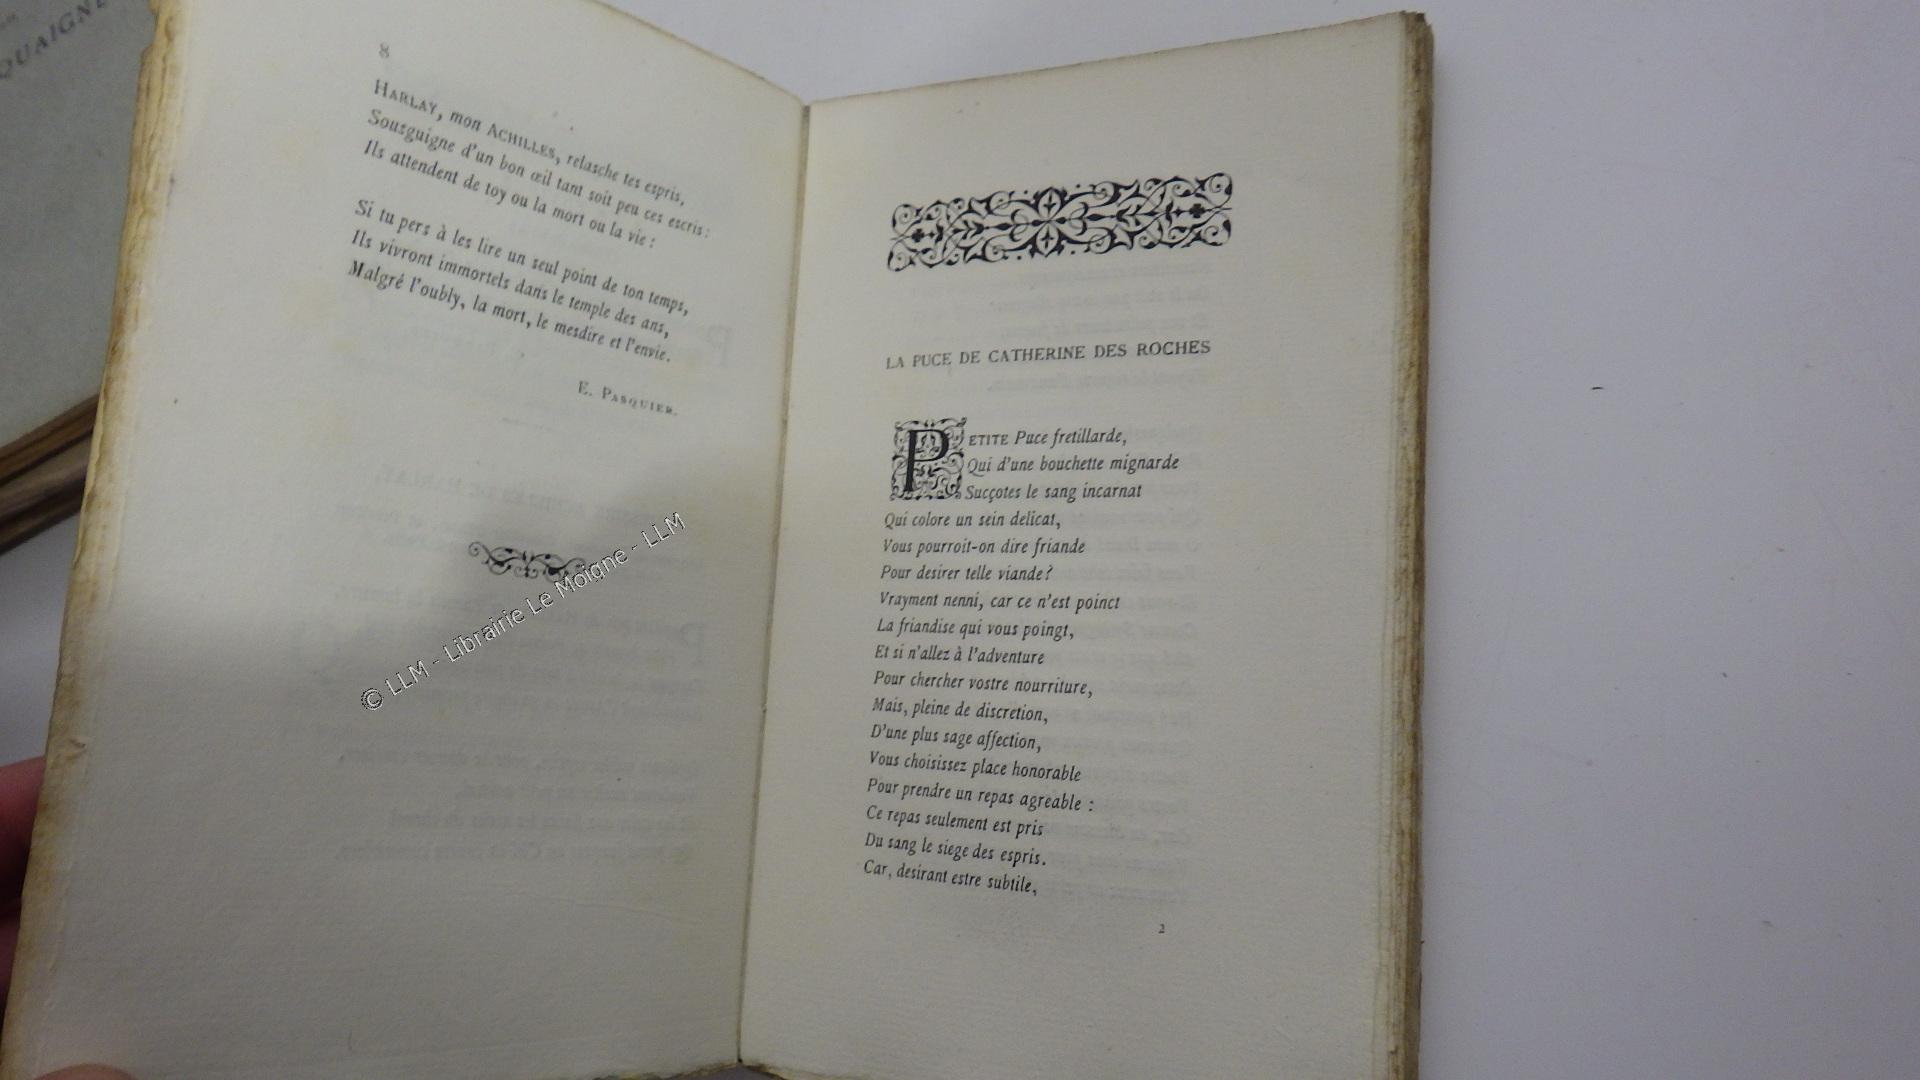 QUAIGNE
8
HARLAY, mon ACHILLES, relasche tes espris,
Sousguigne d'un bon œil tant soit peu ces escris :
Ils attendent de toy ou la mort ou la vie :
Si tu pers à les lire un seul point de ton temps,
Ils vivront immortels dans le temple des ans,
Malgré l'oubly, la mort, le mesdire et l'envie.
E. PASQUIER.
© LLM - Librairie Le Moigne - LLM
LA PUCE DE CATHERINE DES ROCHES
PETITE Puce fretillarde,
Qui d'une bouchette mignarde
Sucçotes le sang incarnat
Qui colore un sein delicat,
Vous pourroit-on dire friande
Pour desirer telle viande ?
Vrayment nenni, car ce n'est poinct
La friandise qui vous poingt,
Et si n'allez à l'adventure
Pour chercher vostre nourriture,
Mais, pleine de discretion,
D'une plus sage affection,
Vous choisissez place honorable
Pour prendre un repas agreable :
Ce repas seulement est pris
Du sang le siege des espris.
Car, desirant estre subtile,
2